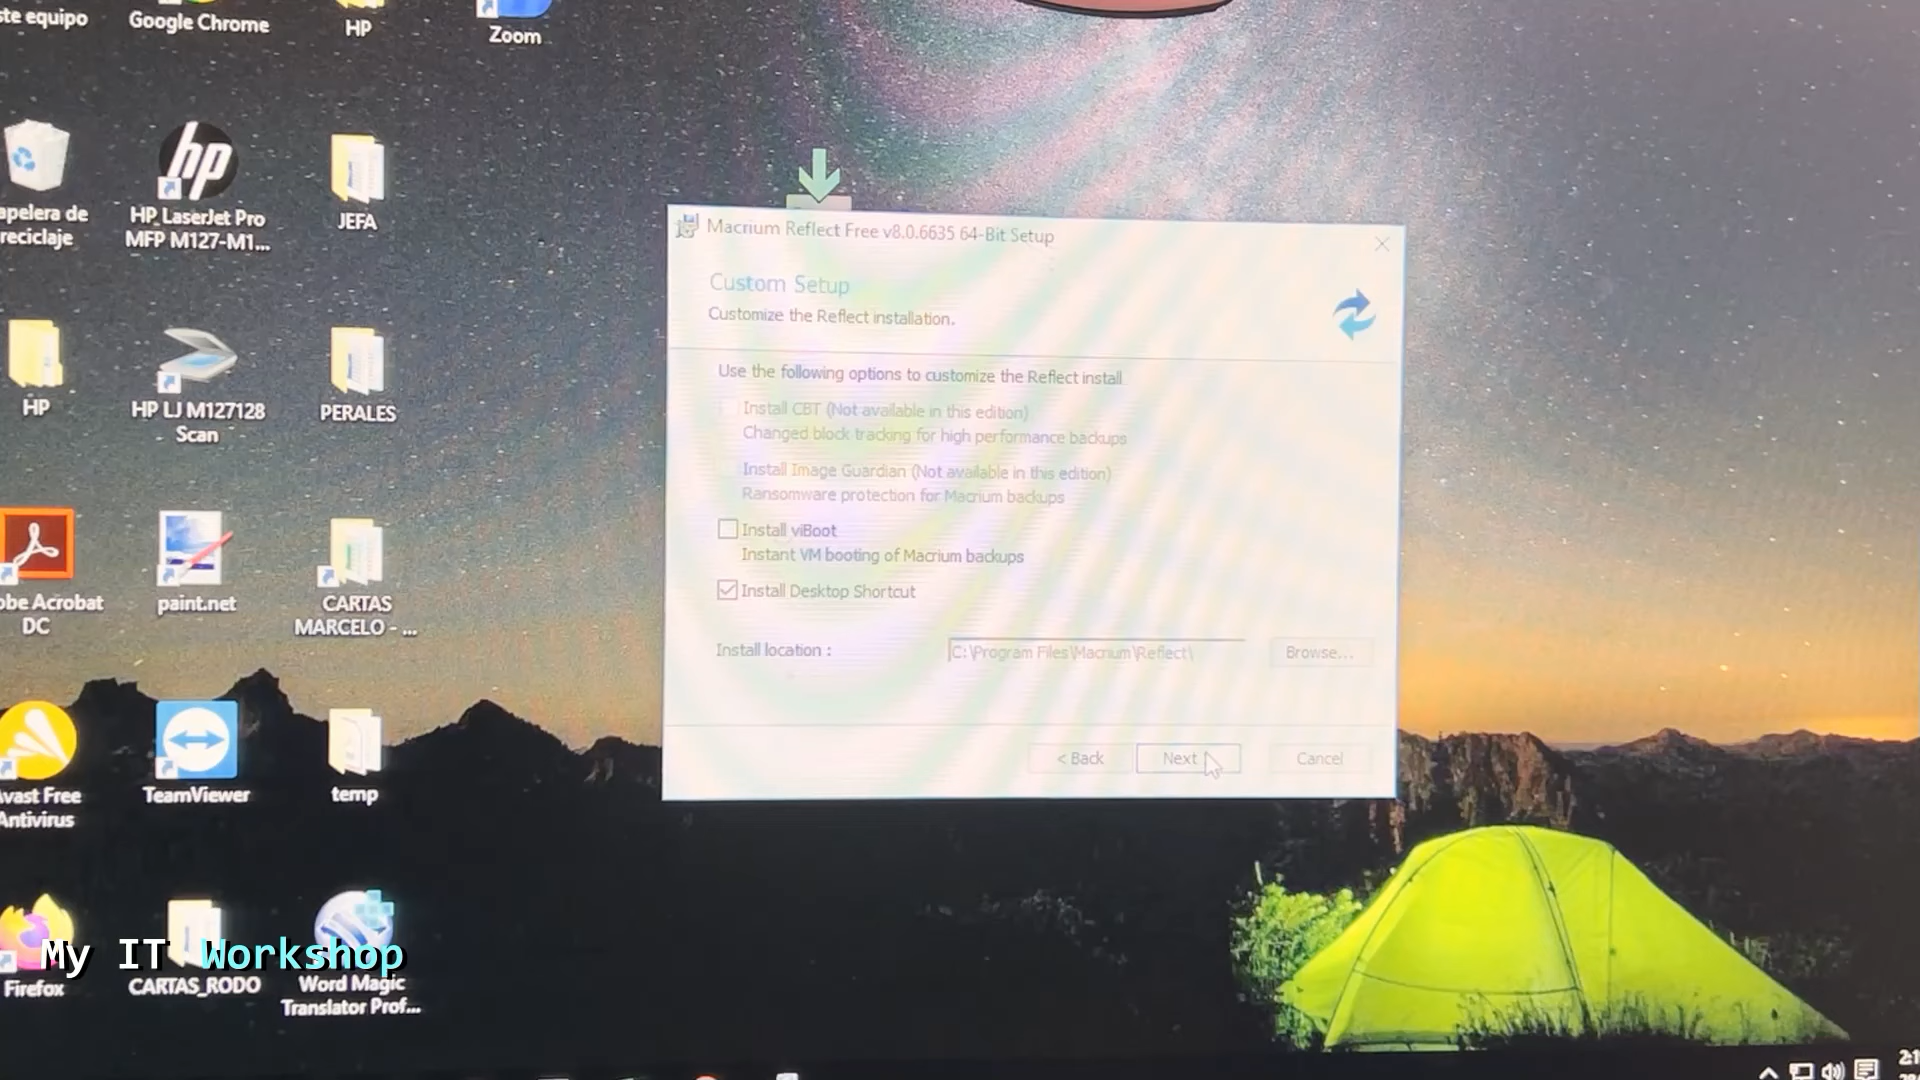 ste equipo
Google Chrome
HP
Zoom
apelera de
reciclaje
hp
HP LaserJet Pro
MFP M127-M1...
JEFA
HP
HP LJ M127128
Scan
PERALES
obe Acrobat
DC
paint.net
CARTAS
MARCELO - ...
Avast Free
Antivirus
TeamViewer
temp
Firefox
CARTAS_RODO
Word Magic
Translator Prof...
My IT Workshop
Macrium Reflect Free v8.0.6635 64-Bit Setup
Custom Setup
Customize the Reflect installation.
Use the following options to customize the Reflect install
Install CBT (Not available in this edition)
Changed block tracking for high performance backups
Install Image Guardian (Not available in this edition)
Ransomware protection for Macrium backups
Install viBoot
Instant VM booting of Macrium backups
Install Desktop Shortcut
Install location :
C:\Program Files\Macrium\Reflect\
Browse...
< Back
Next
Cancel